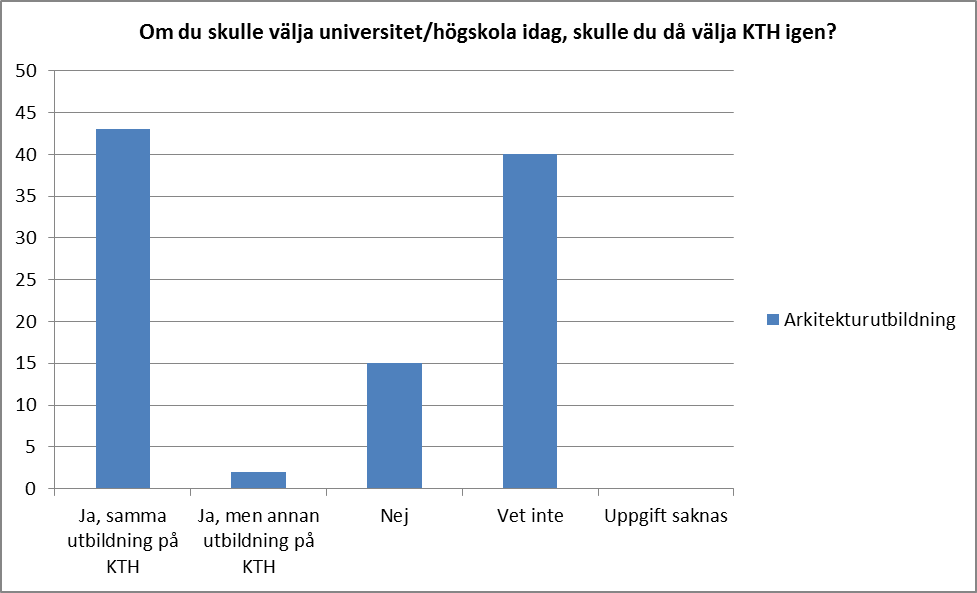 Om du skulle välja universitet/högskola idag, skulle du då välja KTH igen?
50
45
40
35
30
25
20
15
10
5
0
Ja, samma
utbildning på
KTH
Ja, men annan
utbildning på
KTH
Nej
Vet inte
Uppgift saknas
Arkitekturutbildning